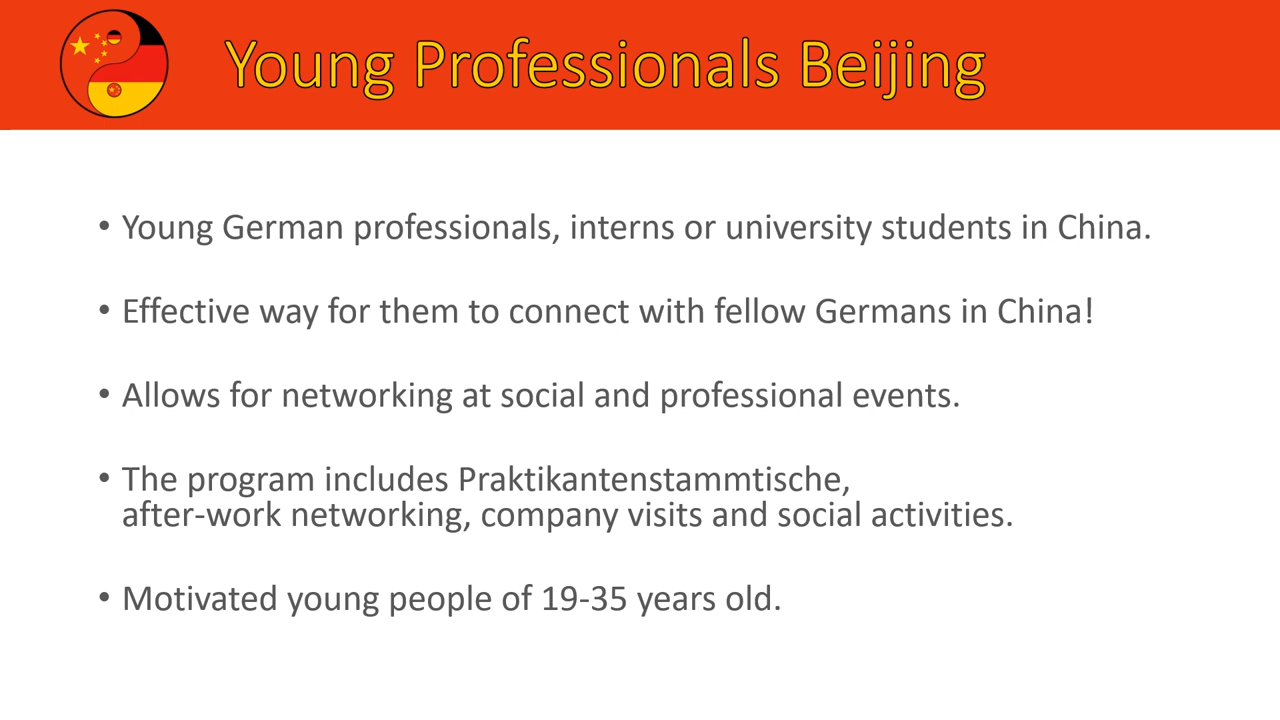 Young Professionals Beijing
• Young German professionals, interns or university students in China.
• Effective way for them to connect with fellow Germans in China!
• Allows for networking at social and professional events.
• The program includes Praktikantenstammtische,
after-work networking, company visits and social activities.
• Motivated young people of 19-35 years old.